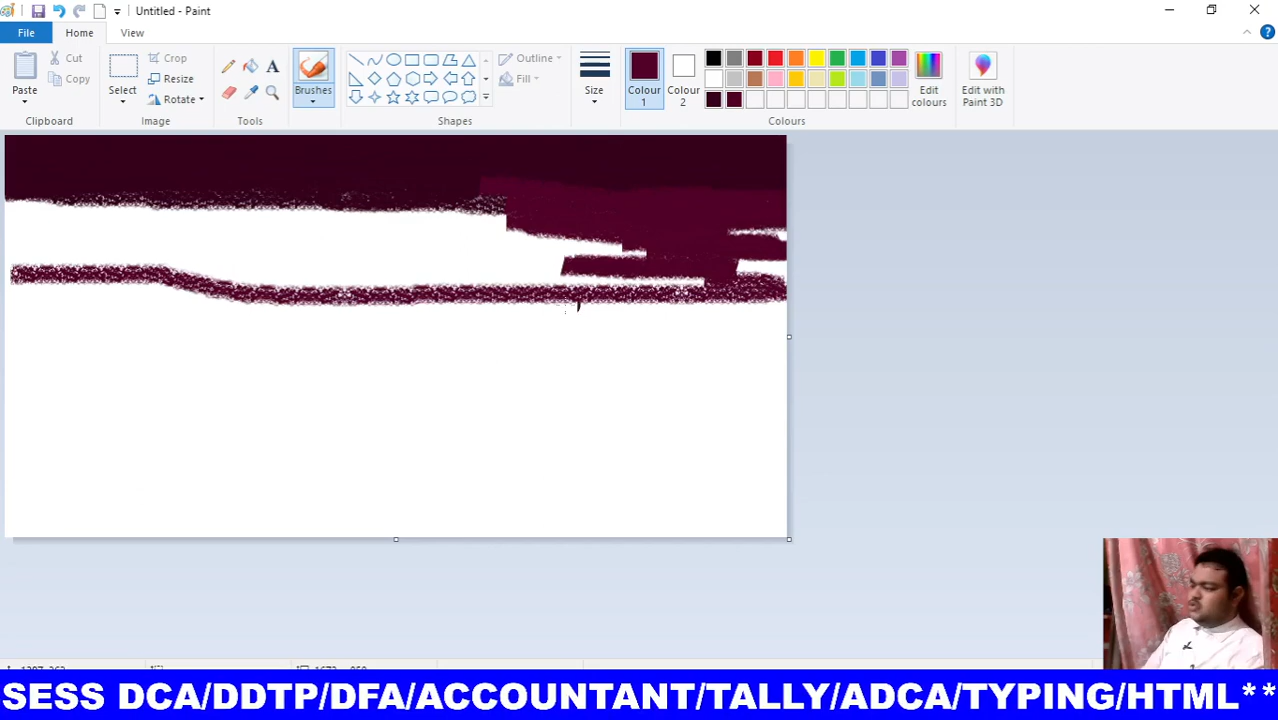 Untitled - Paint
File Home View
Paste
Cut
Copy
Clipboard
Select
Crop
Resize
Rotate
Image
A
Tools
Brushes
Shapes
Outline
Fill
Size
Colour
1
Colour
2
Edit
colours
Colours
Edit with
Paint 3D
SESS DCA/DDTP/DFA/ACCOUNTANT/TALLY/ADCA/TYPING/HTML**